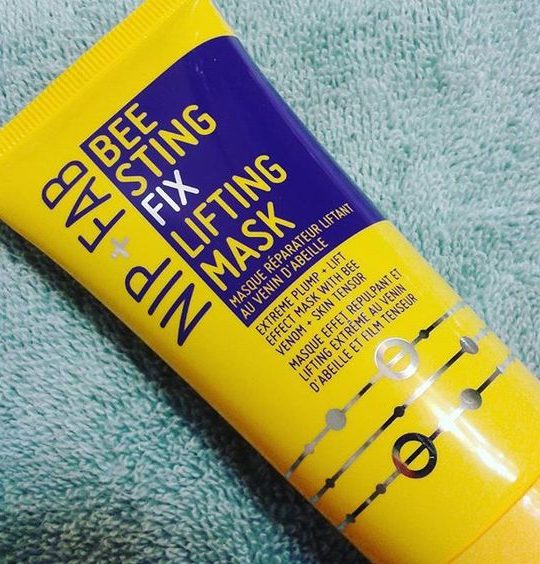 NIP + FAB
BEE
STING
FIX
LIFTING
MASK
MASQUE RÉPARATEUR LIFTANT
AU VENIN D'ABEILLE
EXTREME PLUMP + LIFT
EFFECT MASK WITH BEE
VENOM + SKIN TENSOR
MASQUE EFFET REPULPANT ET
LIFTING EXTRÊME AU VENIN
D'ABEILLE ET FILM TENSEUR